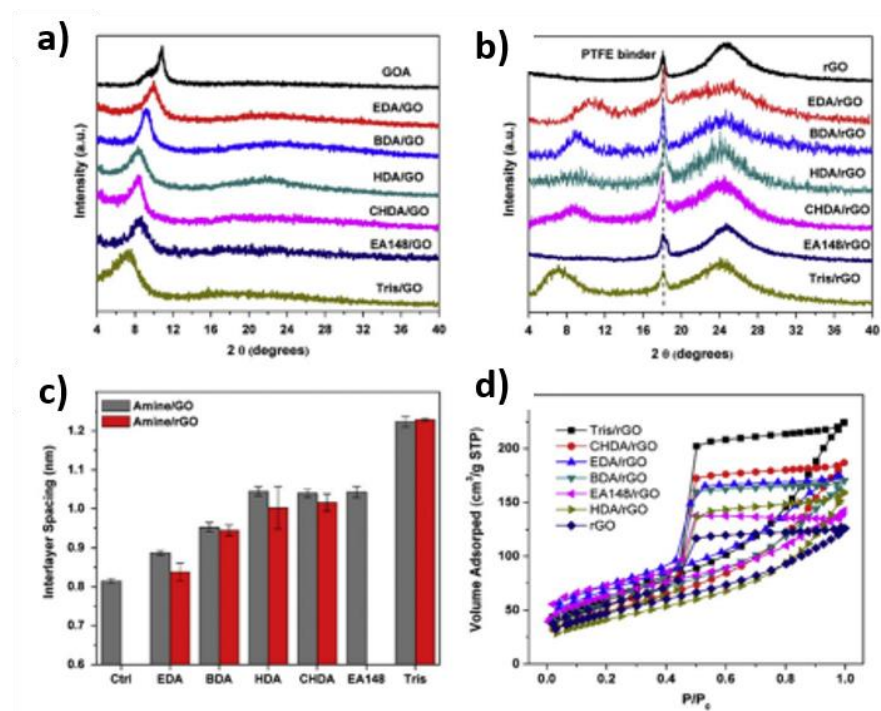 a)
GOA
EDA/GO
BDA/GO
HDA/GO
CHDA/GO
EA148/GO
Tris/GO
Intensity (a.u.)
4 8 12 16 20 24 28 32 36 40
2 θ (degrees)
b)
PTFE binder
rGO
EDA/rGO
BDA/rGO
HDA/rGO
CHDA/rGO
EA148/rGO
Tris/rGO
Intensity (a.u.)
4 8 12 16 20 24 28 32 36 40
2 θ (degrees)
c)
Amine/GO
Amine/rGO
Interlayer Spacing (nm)
1.2
1.1
1.0
0.9
0.8
0.7
0.6
Ctrl EDA BDA HDA CHDA EA148 Tris
d)
Tris/rGO
CHDA/rGO
EDA/rGO
BDA/rGO
EA148/rGO
HDA/rGO
rGO
Volume Adsorped (cm³/g STP)
200
150
100
50
0
0.0 0.2 0.4 0.6 0.8 1.0
P/P₀